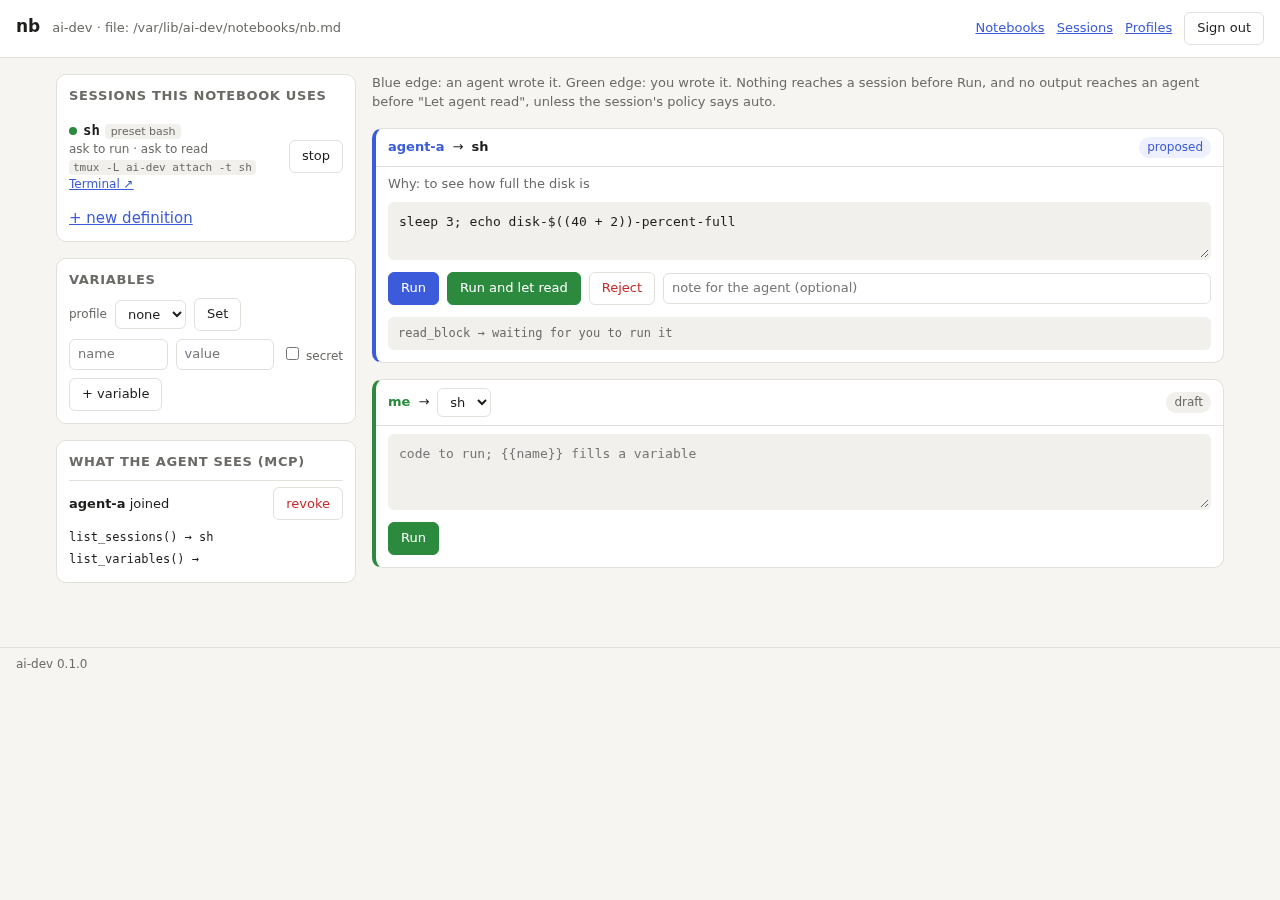 nb ai-dev · file: /var/lib/ai-dev/notebooks/nb.md Notebooks Sessions Profiles Sign out
SESSIONS THIS NOTEBOOK USES
sh preset bash
ask to run · ask to read
tmux -L ai-dev attach -t sh
Terminal ↗
stop
+ new definition
VARIABLES
profile none Set
name value secret
+ variable
WHAT THE AGENT SEES (MCP)
agent-a joined revoke
list_sessions() → sh
list_variables() →
Blue edge: an agent wrote it. Green edge: you wrote it. Nothing reaches a session before Run, and no output reaches an agent
before "Let agent read", unless the session's policy says auto.
agent-a → sh proposed
Why: to see how full the disk is
sleep 3; echo disk-$((40 + 2))-percent-full
Run Run and let read Reject note for the agent (optional)
read_block → waiting for you to run it
me → sh draft
code to run; {{name}} fills a variable
Run
ai-dev 0.1.0